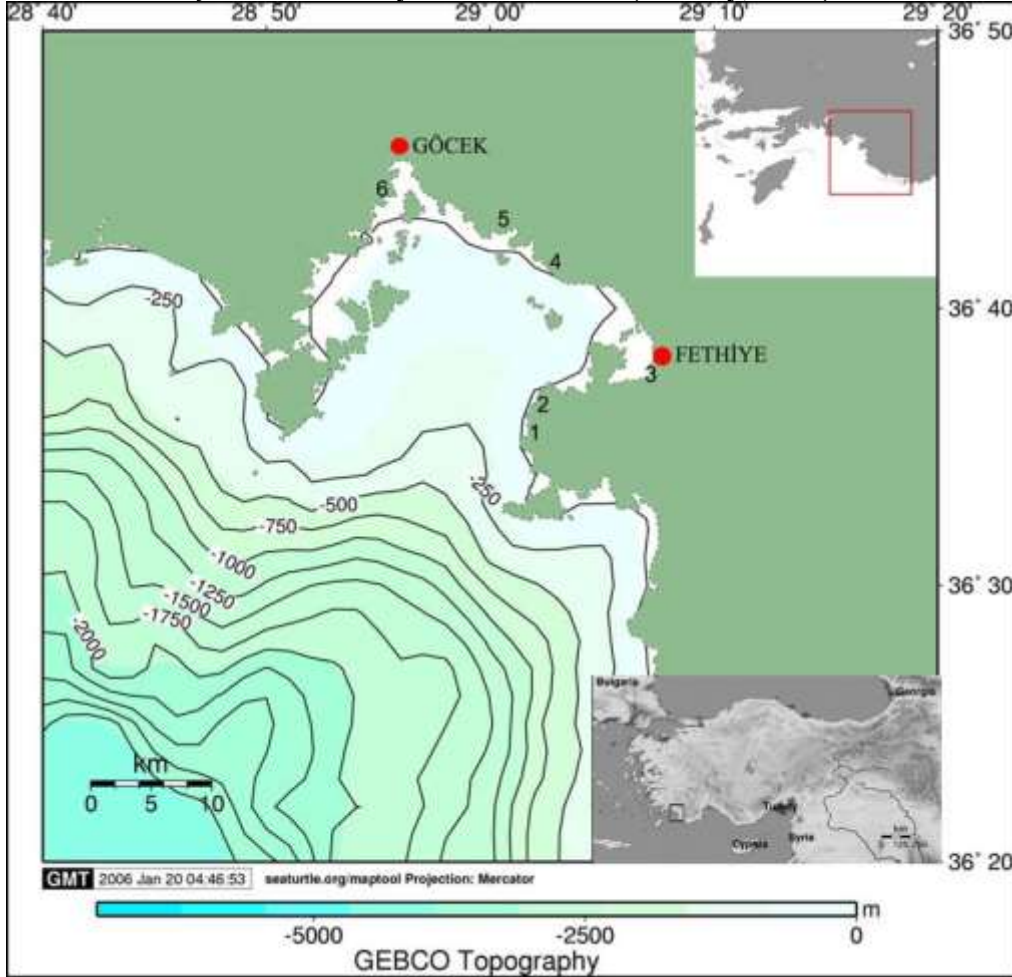 28°40' 28°50' 29°00' 29°10' 29°20'
36°50'
GÖCEK
6
5
4
-250
36°40'
FETHİYE
3
2
1
-250
-500
-750
-1000
-1250
-1500
-1750
-2000
36°30'
Bulgaria Georgia
km
0 5 10
Turkey
Cyprus Syria
km
36°20'
GMT 2006 Jan 20 04:46:53 seaturtle.org/maptool Projection: Mercator
-5000 -2500 0 m
GEBCO Topography